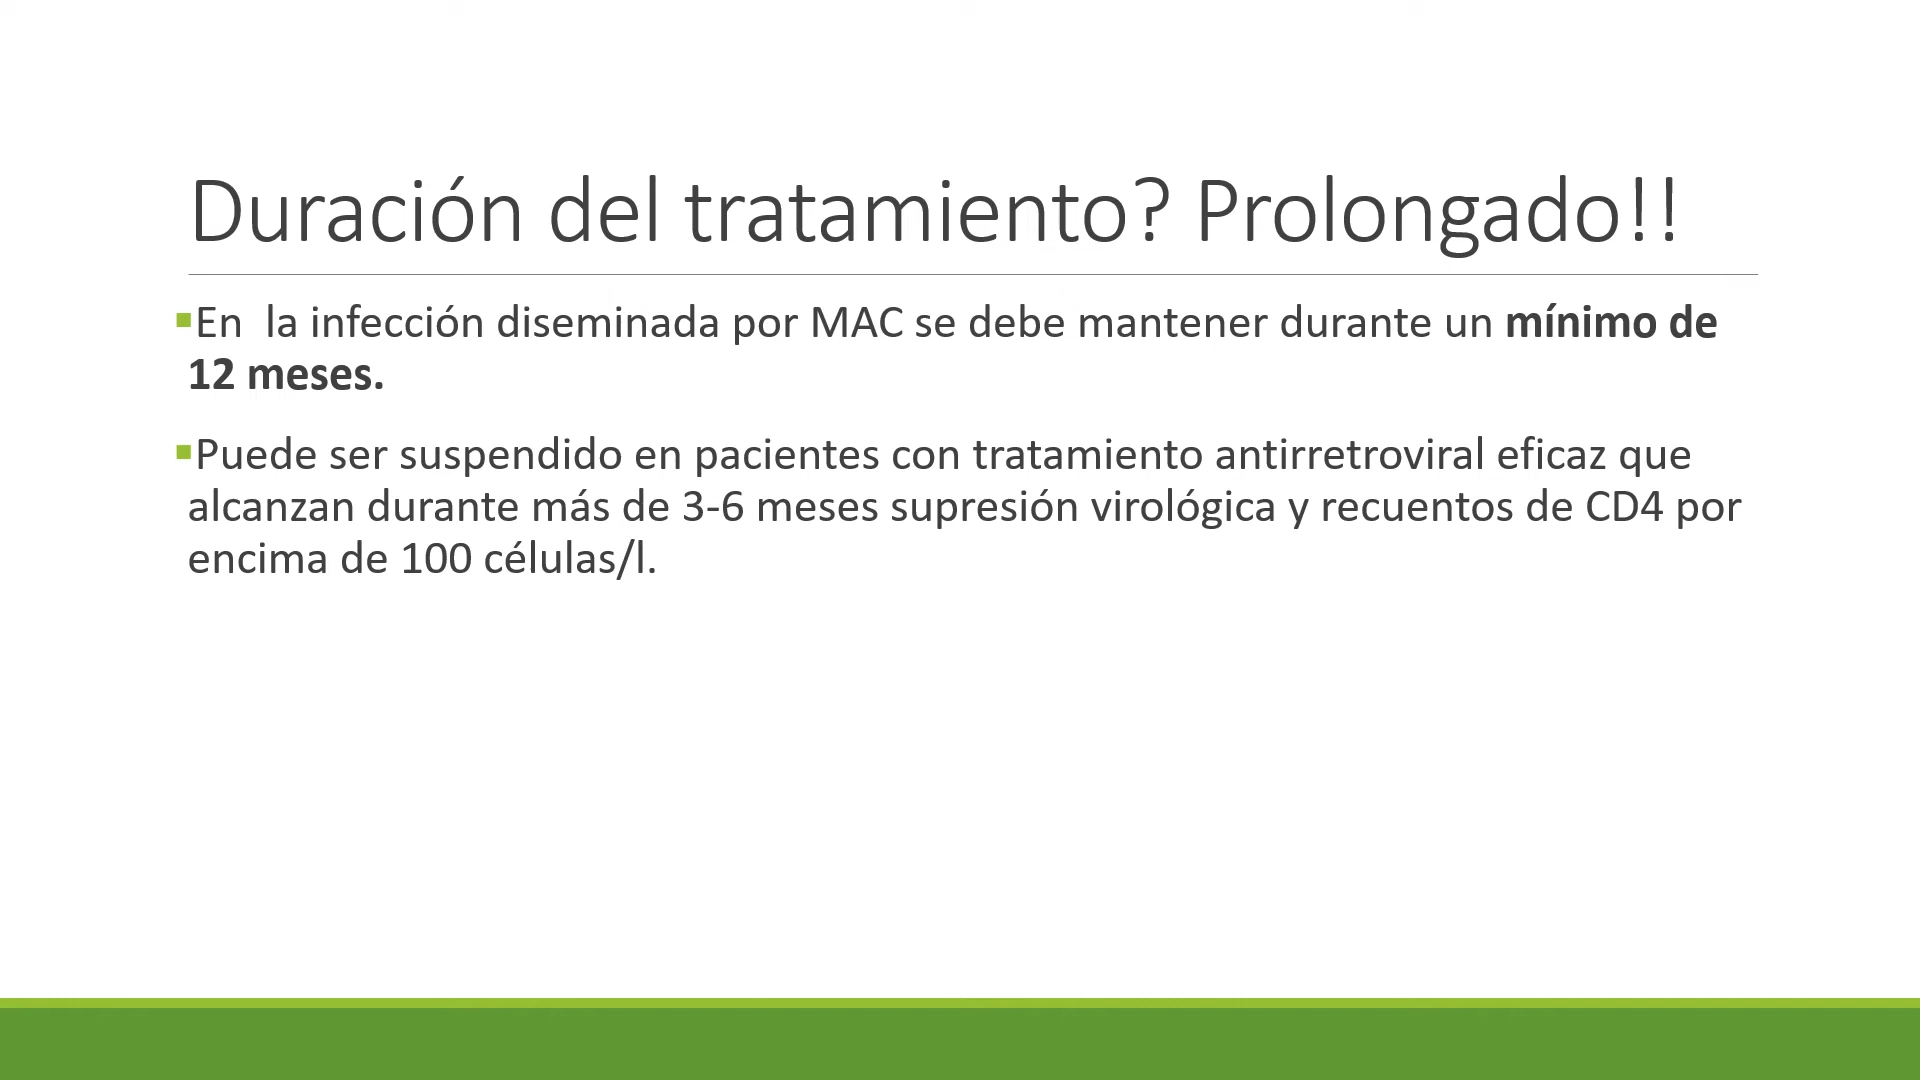 Duración del tratamiento? Prolongado!!
▪En  la infección diseminada por MAC se debe mantener durante un mínimo de
12 meses.
▪Puede ser suspendido en pacientes con tratamiento antirretroviral eficaz que
alcanzan durante más de 3-6 meses supresión virológica y recuentos de CD4 por
encima de 100 células/l.